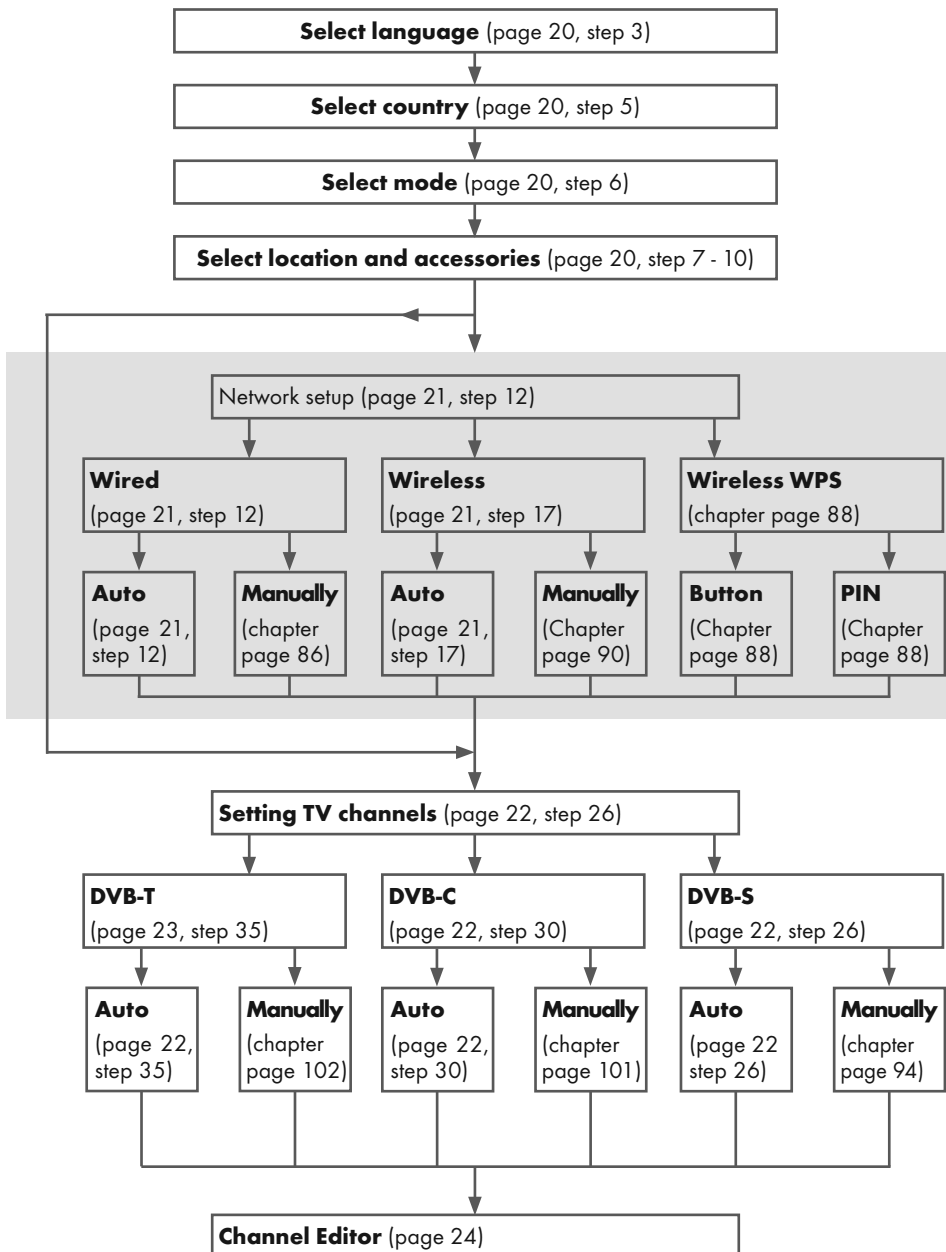 Select language (page 20, step 3)
Select country (page 20, step 5)
Select mode (page 20, step 6)
Select location and accessories (page 20, step 7 - 10)
Network setup (page 21, step 12)
Wired
(page 21, step 12)
Wireless
(page 21, step 17)
Wireless WPS
(chapter page 88)
Auto
(page 21,
step 12)
Manually
(chapter
page 86)
Auto
(page 21,
step 17)
Manually
(Chapter
page 90)
Button
(Chapter
page 88)
PIN
(Chapter
page 88)
Setting TV channels (page 22, step 26)
DVB-T
(page 23, step 35)
DVB-C
(page 22, step 30)
DVB-S
(page 22, step 26)
Auto
(page 22,
step 35)
Manually
(chapter
page 102)
Auto
(page 22,
step 30)
Manually
(chapter
page 101)
Auto
(page 22
step 26)
Manually
(chapter
page 94)
Channel Editor (page 24)